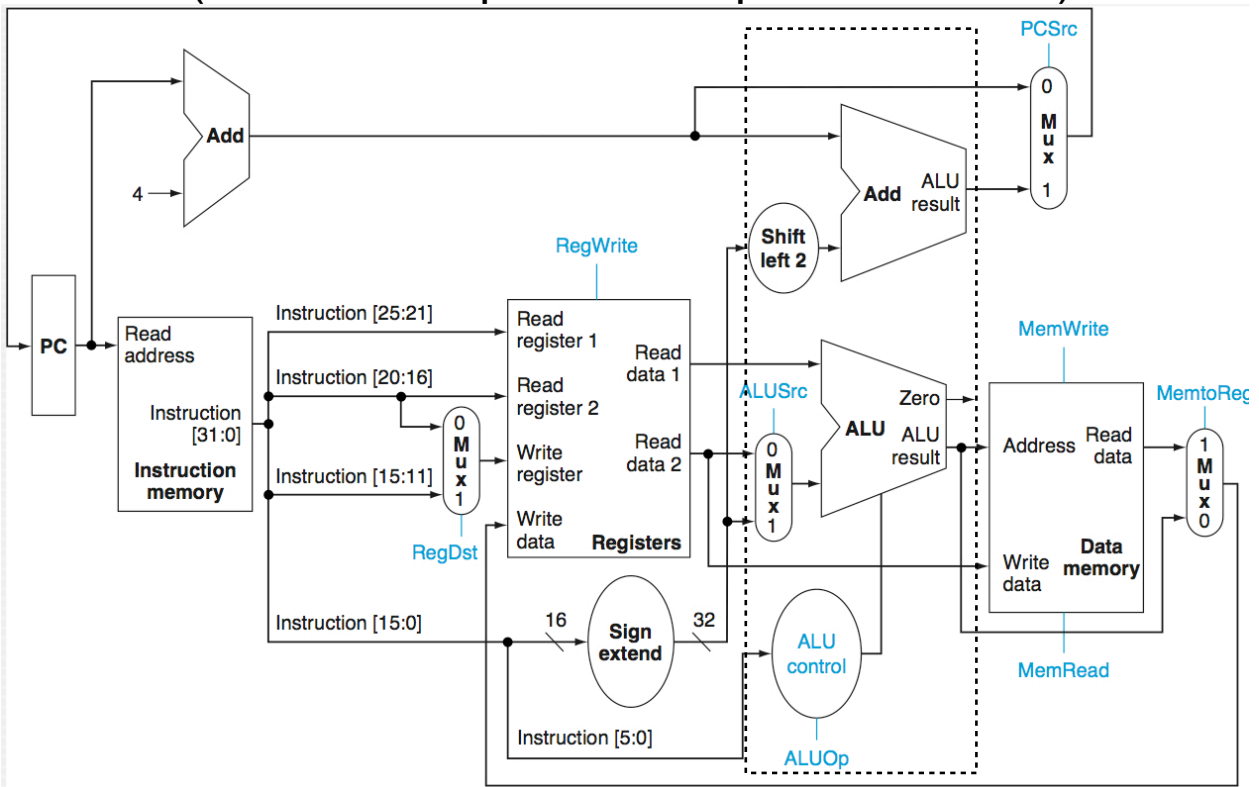 PCSrc
0
M
u
x
1
Add
4
Add
ALU
result
Shift
left 2
RegWrite
PC
Read
address
Instruction
[31:0]
Instruction
memory
Instruction [25:21]
Instruction [20:16]
Instruction [15:11]
0
M
u
x
1
RegDst
Read
register 1
Read
register 2
Write
register
Write
data
Read
data 1
Read
data 2
Registers
ALUSrc
0
M
u
x
1
Zero
ALU
ALU
result
MemWrite
Address
Read
data
Write
data
Data
memory
MemRead
MemtoReg
1
M
u
x
0
Instruction [15:0]
16
Sign
extend
32
ALU
control
Instruction [5:0]
ALUOp